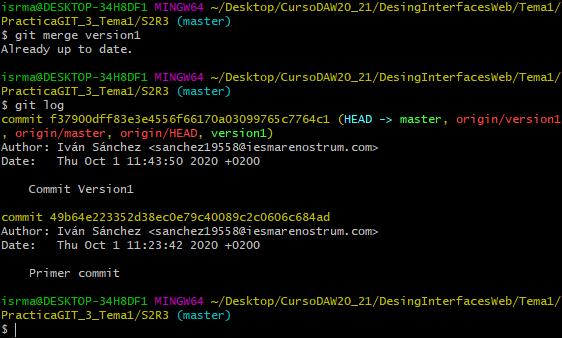 isrma@DESKTOP-34H8DF1 MINGW64 ~/Desktop/CursoDAW20_21/DesingInterfacesWeb/Tema1/
PracticaGIT_3_Tema1/S2R3 (master)
$ git merge version1
Already up to date.
isrma@DESKTOP-34H8DF1 MINGW64 ~/Desktop/CursoDAW20_21/DesingInterfacesWeb/Tema1/
PracticaGIT_3_Tema1/S2R3 (master)
$ git log
commit f37900dff83e3e4556f66170a03099765c7764c1 (HEAD -> master, origin/version1
, origin/master, origin/HEAD, version1)
Author: Iván Sánchez <sanchez19558@iesmarenostrum.com>
Date:   Thu Oct 1 11:43:50 2020 +0200
Commit Version1
commit 49b64e223352d38ec0e79c40089c2c0606c684ad
Author: Iván Sánchez <sanchez19558@iesmarenostrum.com>
Date:   Thu Oct 1 11:23:42 2020 +0200
Primer commit
isrma@DESKTOP-34H8DF1 MINGW64 ~/Desktop/CursoDAW20_21/DesingInterfacesWeb/Tema1/
PracticaGIT_3_Tema1/S2R3 (master)
$